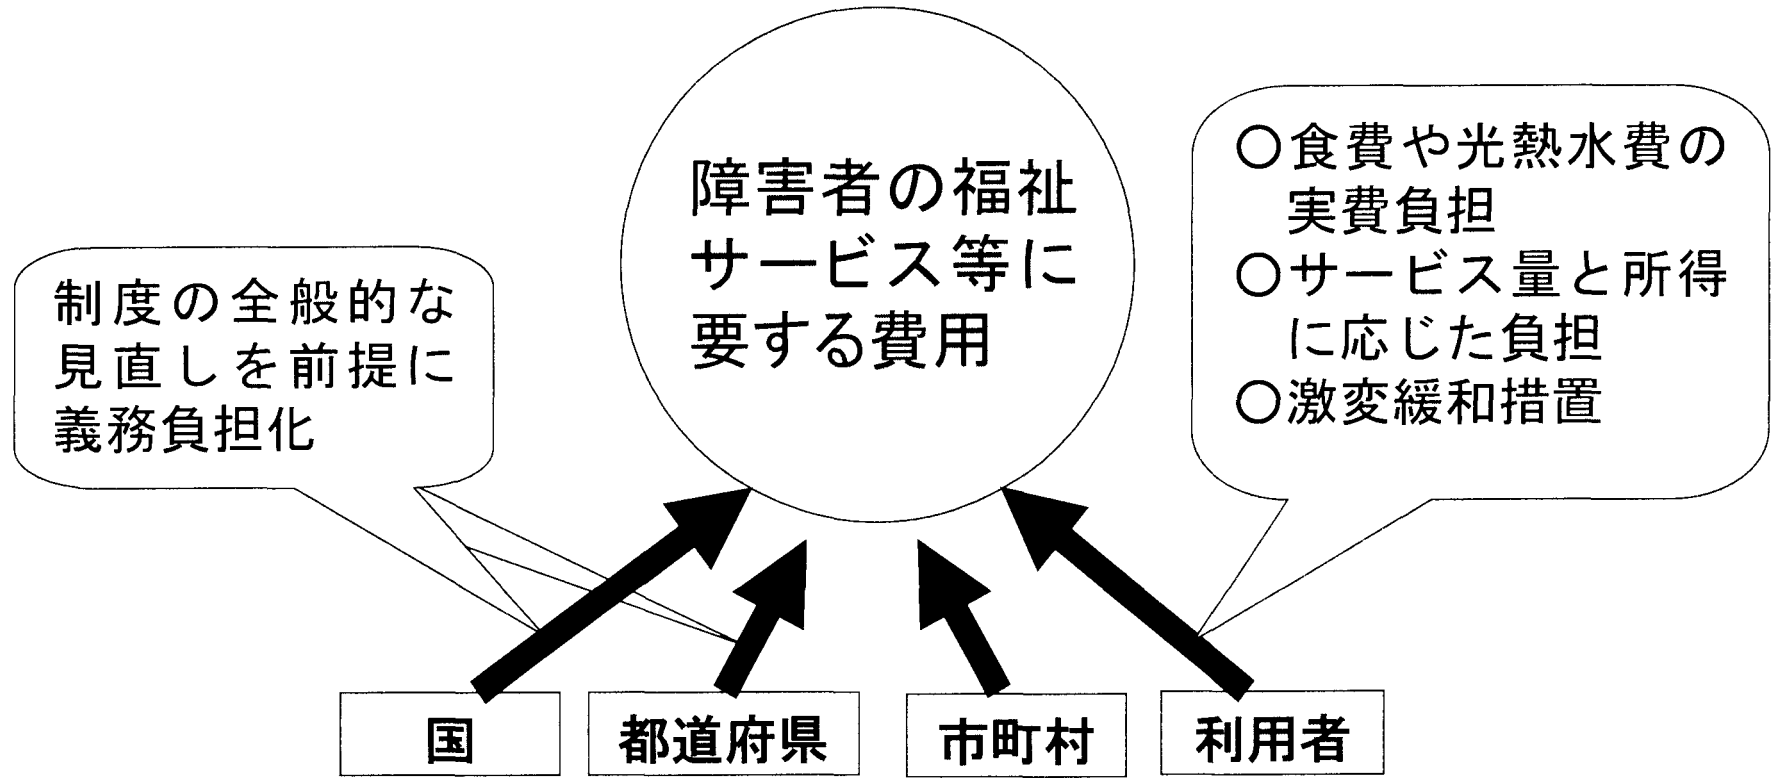 障害者の福祉
サービス等に
要する費用
制度の全般的な
見直しを前提に
義務負担化
〇食費や光熱水費の
実費負担
〇サービス量と所得
に応じた負担
〇激変緩和措置
国
都道府県
市町村
利用者